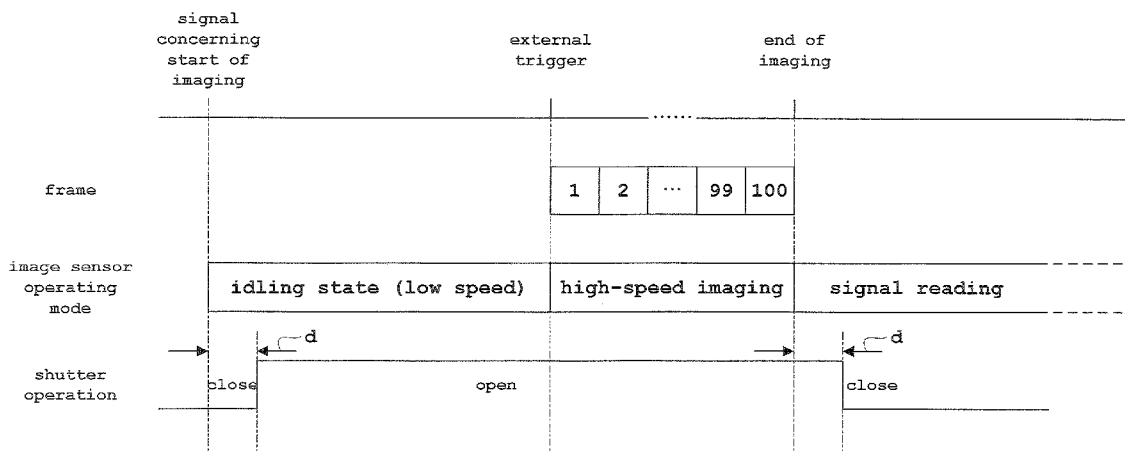 signal
concerning
start of
imaging
external
trigger
end of
imaging
......
frame
1 2 ... 99 100
image sensor
operating
mode
idling state (low speed) high-speed imaging signal reading
d d
shutter
operation
close open close